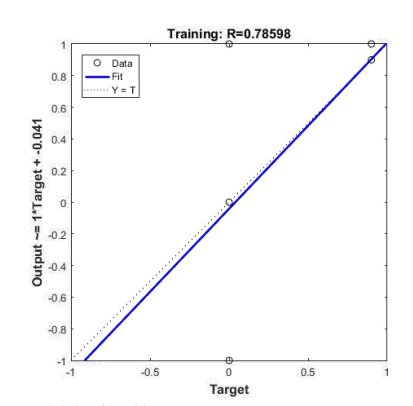 Training: R=0.78598
Data
Fit
Y = T
Output ~= 1*Target + -0.041
1
0.8
0.6
0.4
0.2
0
-0.2
-0.4
-0.6
-0.8
-1
-1 -0.5 0 0.5 1
Target